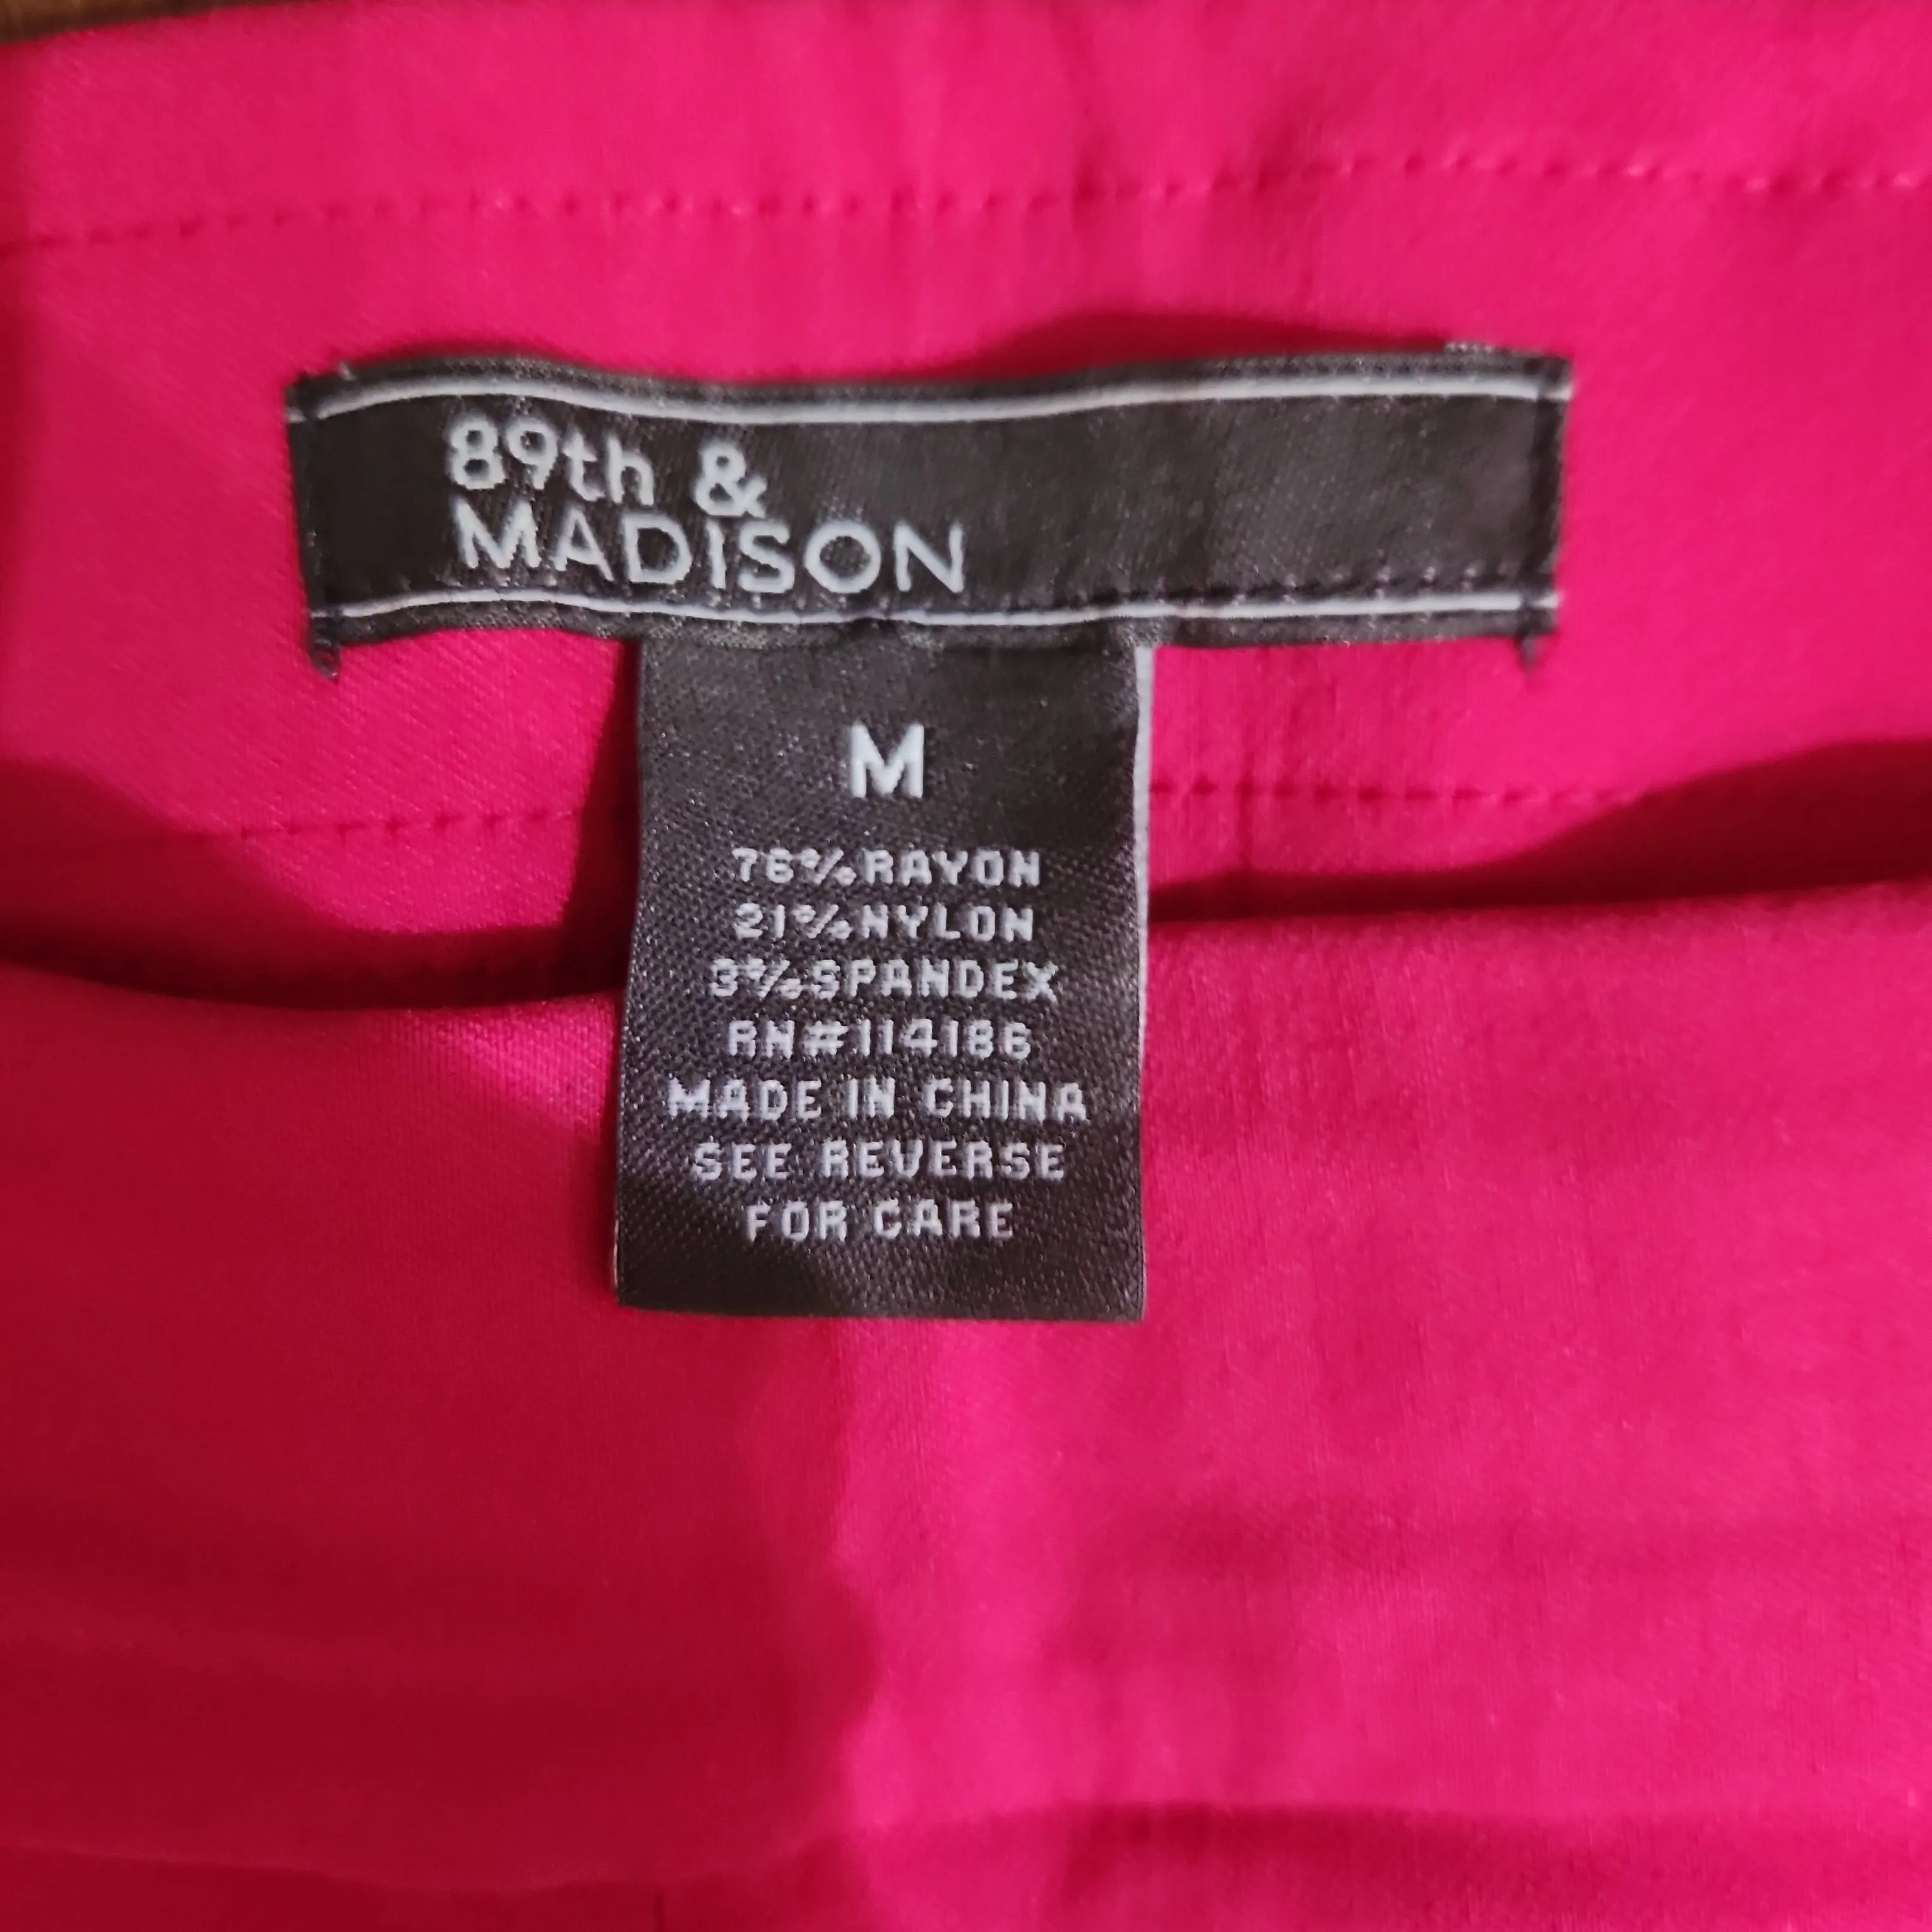 89th &
MADISON
M
76%RAYON
21%NYLON
3%SPANDEX
RN#114186
MADE IN CHINA
SEE REVERSE
FOR CARE